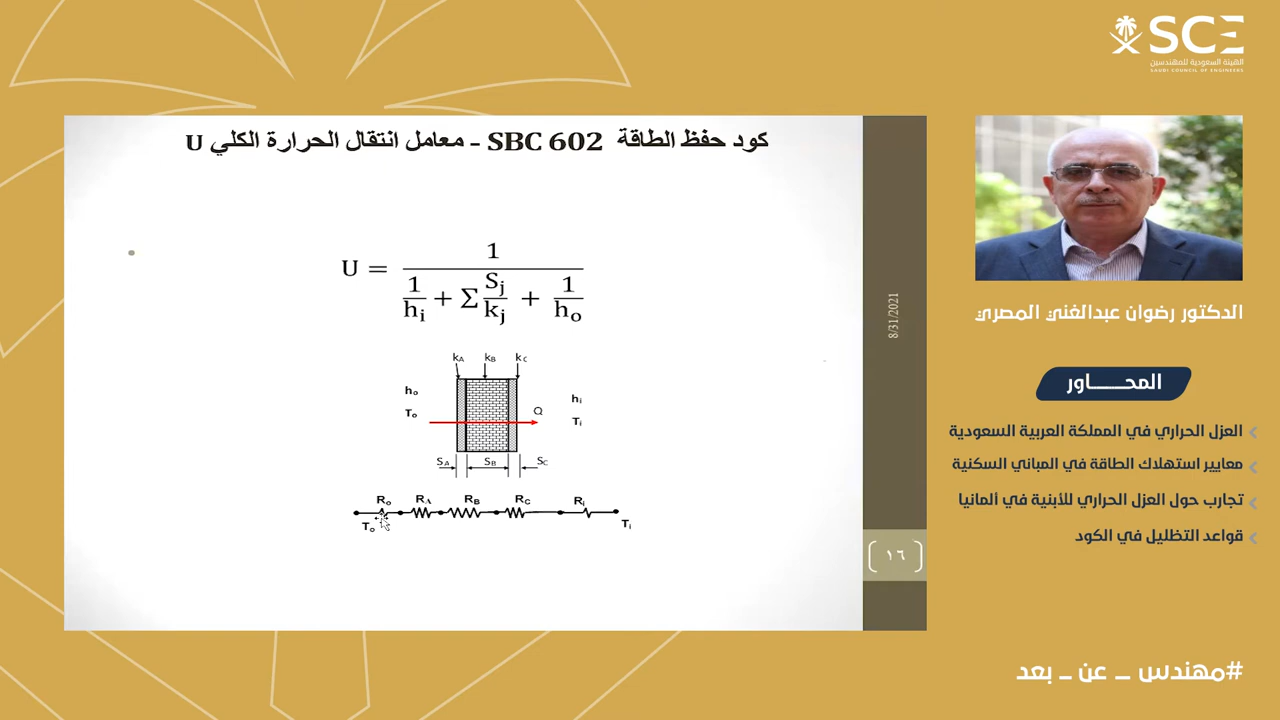 SCE
الهيئة السعودية للمهندسين
SAUDI COUNCIL OF ENGINEERS
كود حفظ الطاقة SBC 602 - معامل انتقال الحرارة الكلي U
U = 1 / (1/hi + Σ Sj/kj + 1/ho)
kA kB kC
ho hi
To Q Ti
SA SB SC
Ro RA RB RC Ri
To Ti
8/31/2021
[ ١٦ ]
الدكتور رضوان عبدالغني المصري
المحـــــاور
العزل الحراري في المملكة العربية السعودية
معايير استهلاك الطاقة في المباني السكنية
تجارب حول العزل الحراري للأبنية في ألمانيا
قواعد التظليل في الكود
#مهندس _ عن _ بعد